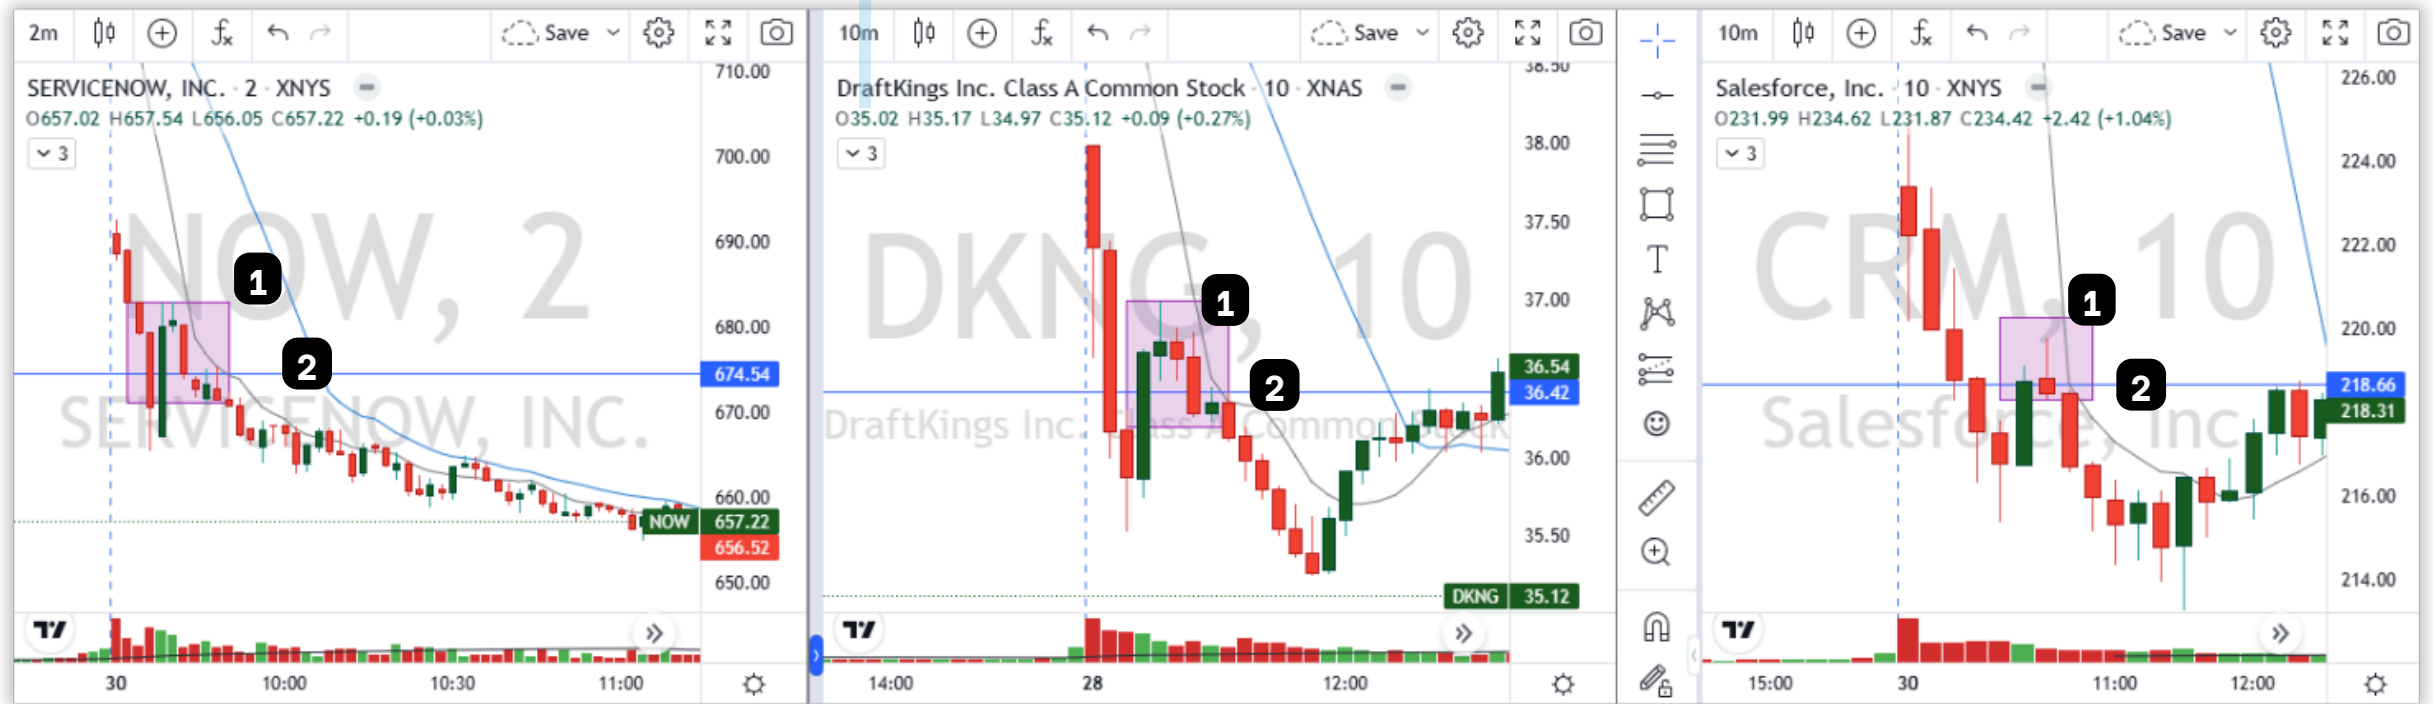 2m
Save
SERVICENOW, INC. · 2 · XNYS
O657.02 H657.54 L656.05 C657.22 +0.19 (+0.03%)
3
NOW, 2
SERVICENOW, INC.
1
2
710.00
700.00
690.00
680.00
674.54
670.00
660.00
NOW 657.22
656.52
650.00
30 10:00 10:30 11:00
10m
Save
DraftKings Inc. Class A Common Stock · 10 · XNAS
O35.02 H35.17 L34.97 C35.12 +0.09 (+0.27%)
3
DKNG, 10
DraftKings Inc. Class A Common Stock
1
2
38.50
38.00
37.50
37.00
36.54
36.42
36.00
35.50
DKNG 35.12
14:00 28 12:00
T
10m
Save
Salesforce, Inc. · 10 · XNYS
O231.99 H234.62 L231.87 C234.42 +2.42 (+1.04%)
3
CRM, 10
Salesforce, Inc
1
2
226.00
224.00
222.00
220.00
218.66
218.31
216.00
214.00
15:00 30 11:00 12:00